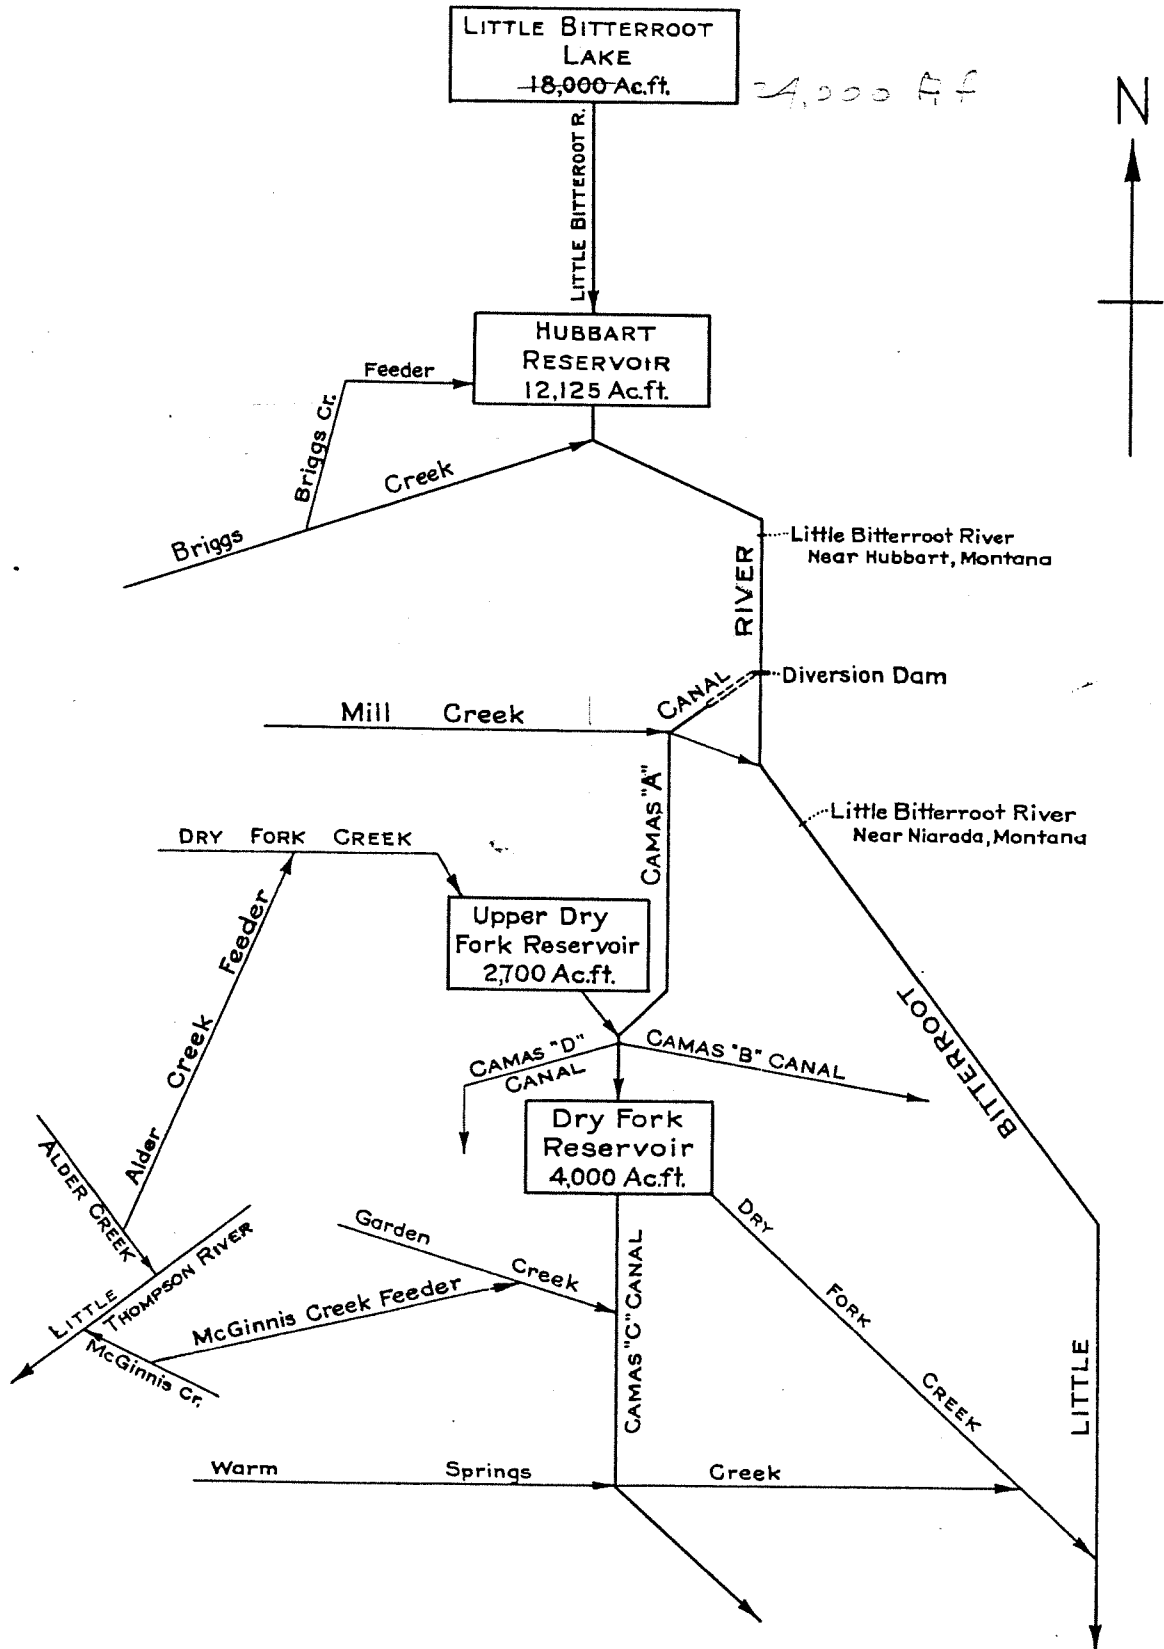 LITTLE BITTERROOT
LAKE
18,000 Ac.ft.
N
LITTLE BITTEROOT R.
HUBBART
RESERVOIR
12,125 Ac.ft.
Feeder
Briggs Cr.
Briggs Creek
Little Bitterroot River
Near Hubbart, Montana
RIVER
Diversion Dam
CANAL
Mill Creek
CAMAS "A"
Little Bitterroot River
Near Niarada, Montana
DRY FORK CREEK
Upper Dry
Fork Reservoir
2,700 Ac.ft.
Alder Creek Feeder
BITTERROOT
CAMAS "D"
CANAL
CAMAS "B" CANAL
Dry Fork
Reservoir
4,000 Ac.ft.
ALDER CREEK
DRY FORK CREEK
Garden Creek
LITTLE
THOMPSON RIVER
McGinnis Creek Feeder
McGinnis Cr.
CAMAS "C" CANAL
LITTLE
Warm Springs Creek